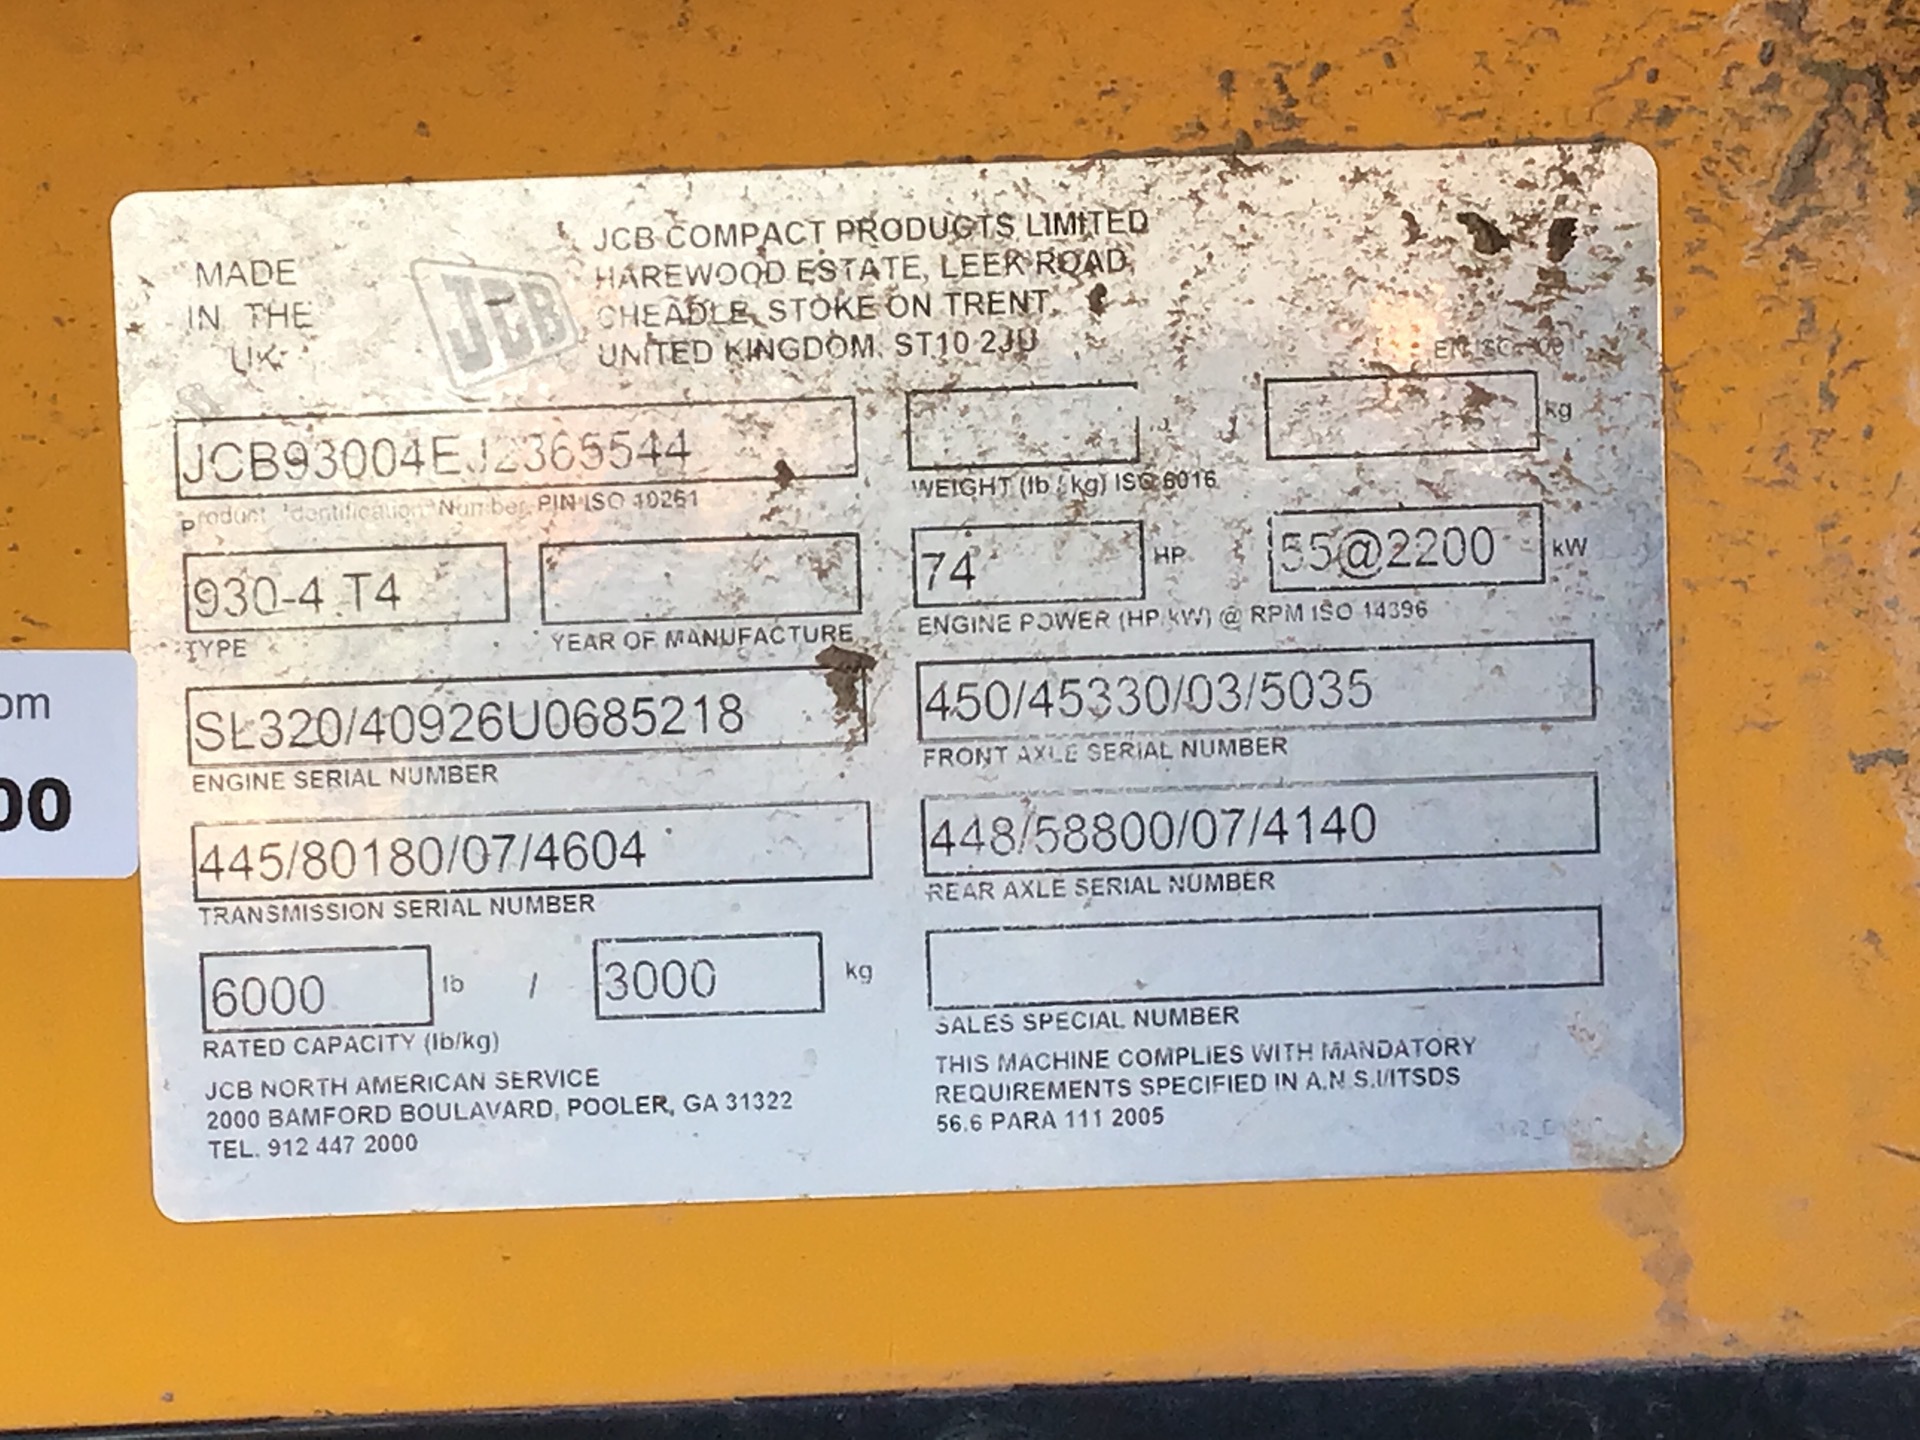 MADE
IN THE
UK
JCB
JCB COMPACT PRODUCTS LIMITED
HAREWOOD ESTATE, LEEK ROAD,
CHEADLE, STOKE ON TRENT,
UNITED KINGDOM. ST10 2JU
JCB93004EJ2365544
Product Identification Number, PIN ISO 10261
kg
WEIGHT (lb / kg) ISO 6016
930-4 T4
TYPE
YEAR OF MANUFACTURE
74 HP
55@2200 kW
ENGINE POWER (HP/kW) @ RPM ISO 14396
SL320/40926U0685218
ENGINE SERIAL NUMBER
450/45330/03/5035
FRONT AXLE SERIAL NUMBER
445/80180/07/4604
TRANSMISSION SERIAL NUMBER
448/58800/07/4140
REAR AXLE SERIAL NUMBER
6000 lb / 3000 kg
RATED CAPACITY (lb/kg)
SALES SPECIAL NUMBER
JCB NORTH AMERICAN SERVICE
2000 BAMFORD BOULAVARD, POOLER, GA 31322
TEL. 912 447 2000
THIS MACHINE COMPLIES WITH MANDATORY
REQUIREMENTS SPECIFIED IN A.N.S.I/ITSDS
56.6 PARA 111 2005
om
00